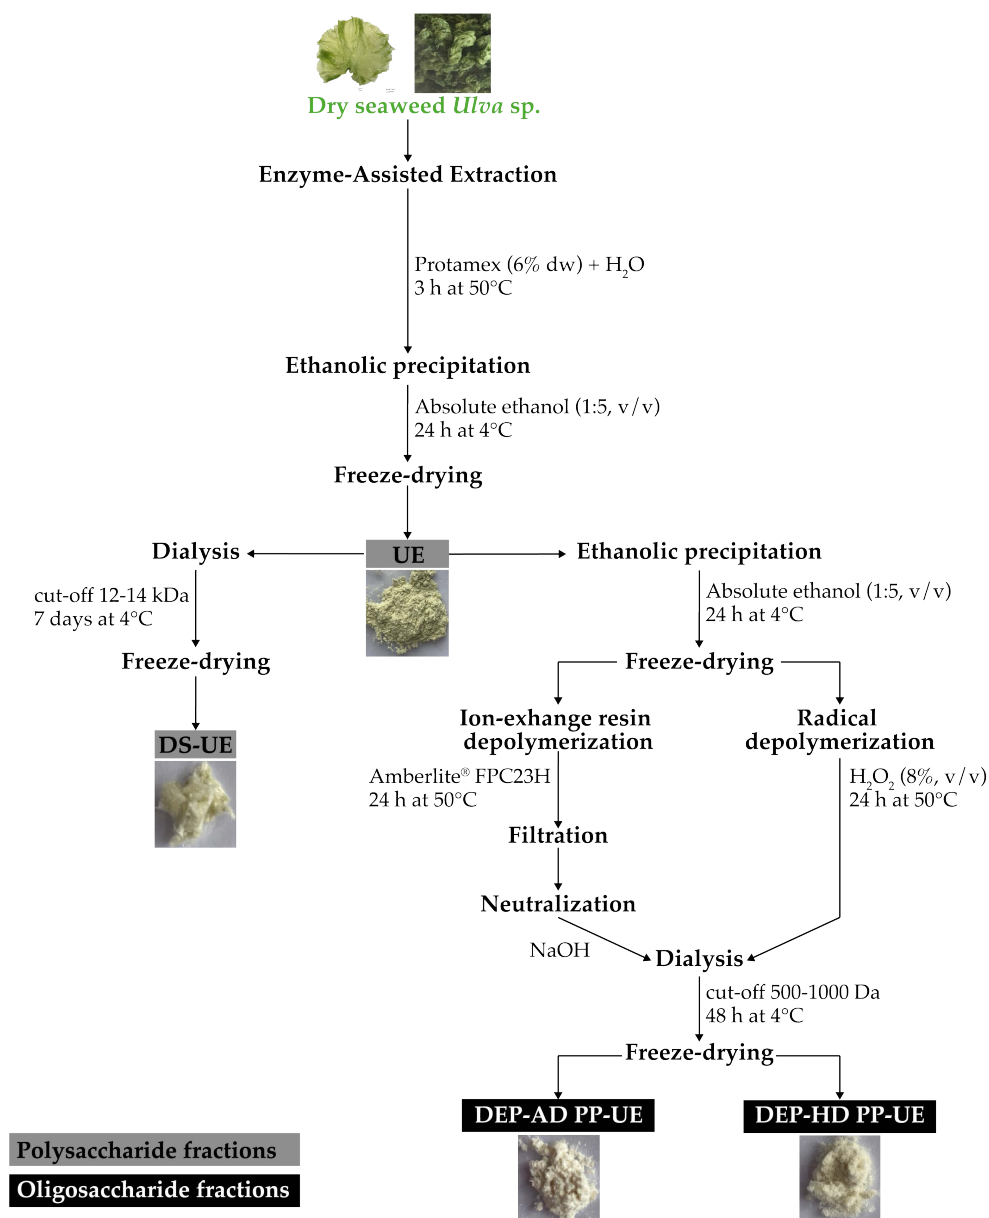 Dry seaweed Ulva sp.
Enzyme-Assisted Extraction
Protamex (6% dw) + H₂O
3 h at 50°C
Ethanolic precipitation
Absolute ethanol (1:5, v/v)
24 h at 4°C
Freeze-drying
UE
Dialysis
cut-off 12-14 kDa
7 days at 4°C
Freeze-drying
DS-UE
Ethanolic precipitation
Absolute ethanol (1:5, v/v)
24 h at 4°C
Freeze-drying
Ion-exhange resin
depolymerization
Amberlite® FPC23H
24 h at 50°C
Filtration
Neutralization
NaOH
Radical
depolymerization
H₂O₂ (8%, v/v)
24 h at 50°C
Dialysis
cut-off 500-1000 Da
48 h at 4°C
Freeze-drying
DEP-AD PP-UE
DEP-HD PP-UE
Polysaccharide fractions
Oligosaccharide fractions